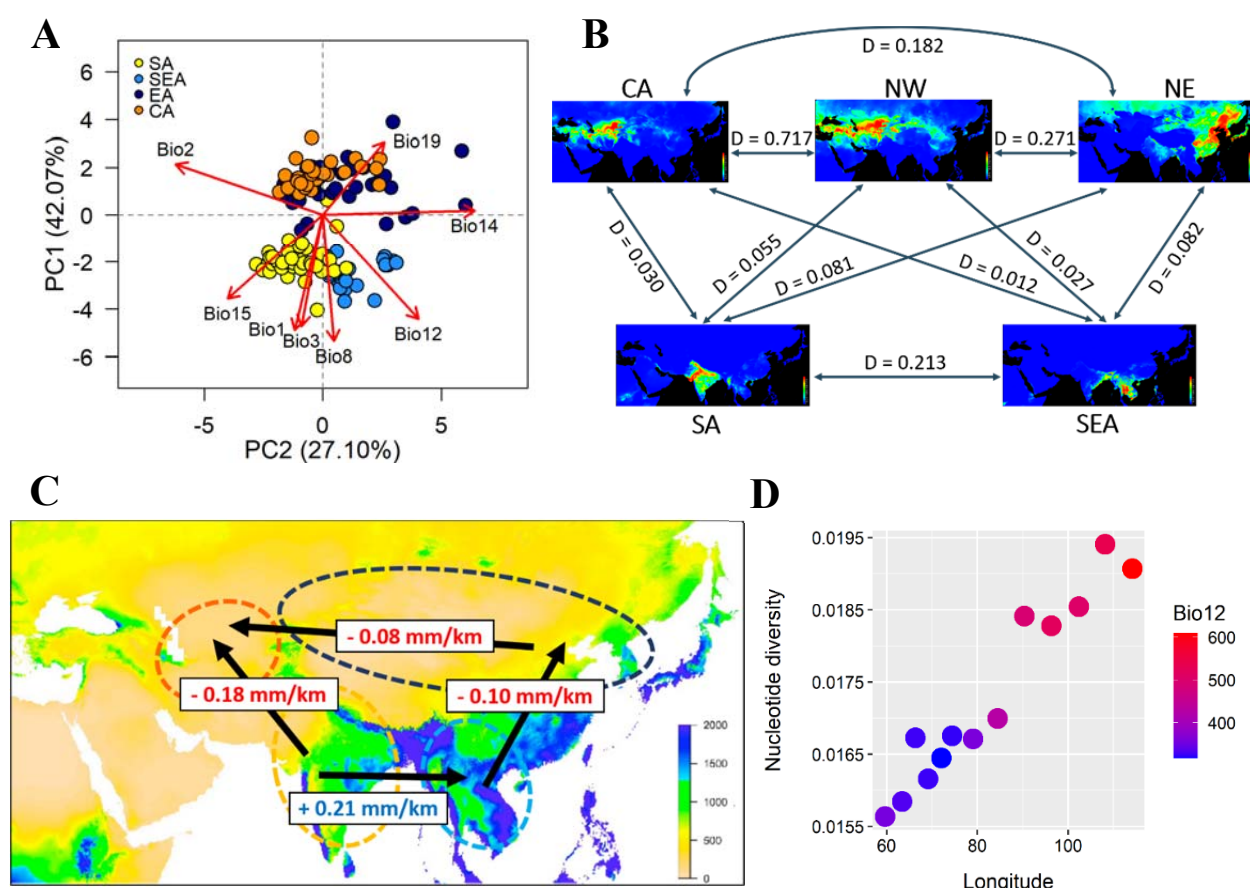 A
6
4
2
0
-2
-4
-6
PC1 (42.07%)
SA
SEA
EA
CA
Bio2
Bio19
Bio14
Bio15
Bio1
Bio3
Bio8
Bio12
-5
0
5
PC2 (27.10%)
B
D = 0.182
CA
NW
NE
D = 0.717
D = 0.271
D = 0.030
D = 0.055
D = 0.081
D = 0.012
D = 0.027
D = 0.082
D = 0.213
SA
SEA
C
- 0.08 mm/km
- 0.18 mm/km
- 0.10 mm/km
+ 0.21 mm/km
2000
1500
1000
500
0
D
0.0195
0.0185
0.0175
0.0165
0.0155
Nucleotide diversity
60
80
100
Longitude
Bio12
600
500
400